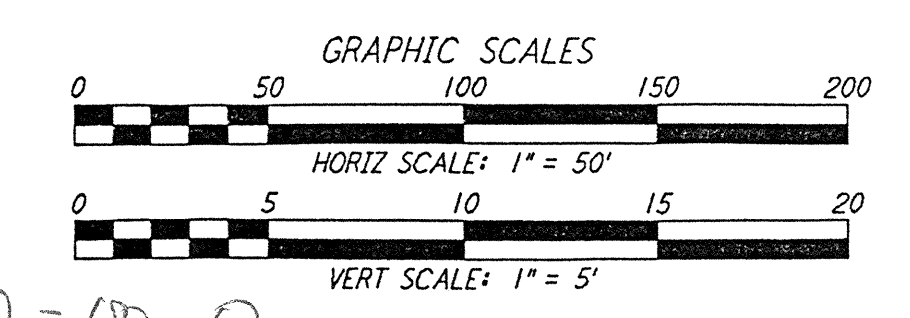 GRAPHIC SCALES
0 50 100 150 200
HORIZ SCALE: 1" = 50'
0 5 10 15 20
VERT SCALE: 1" = 5'